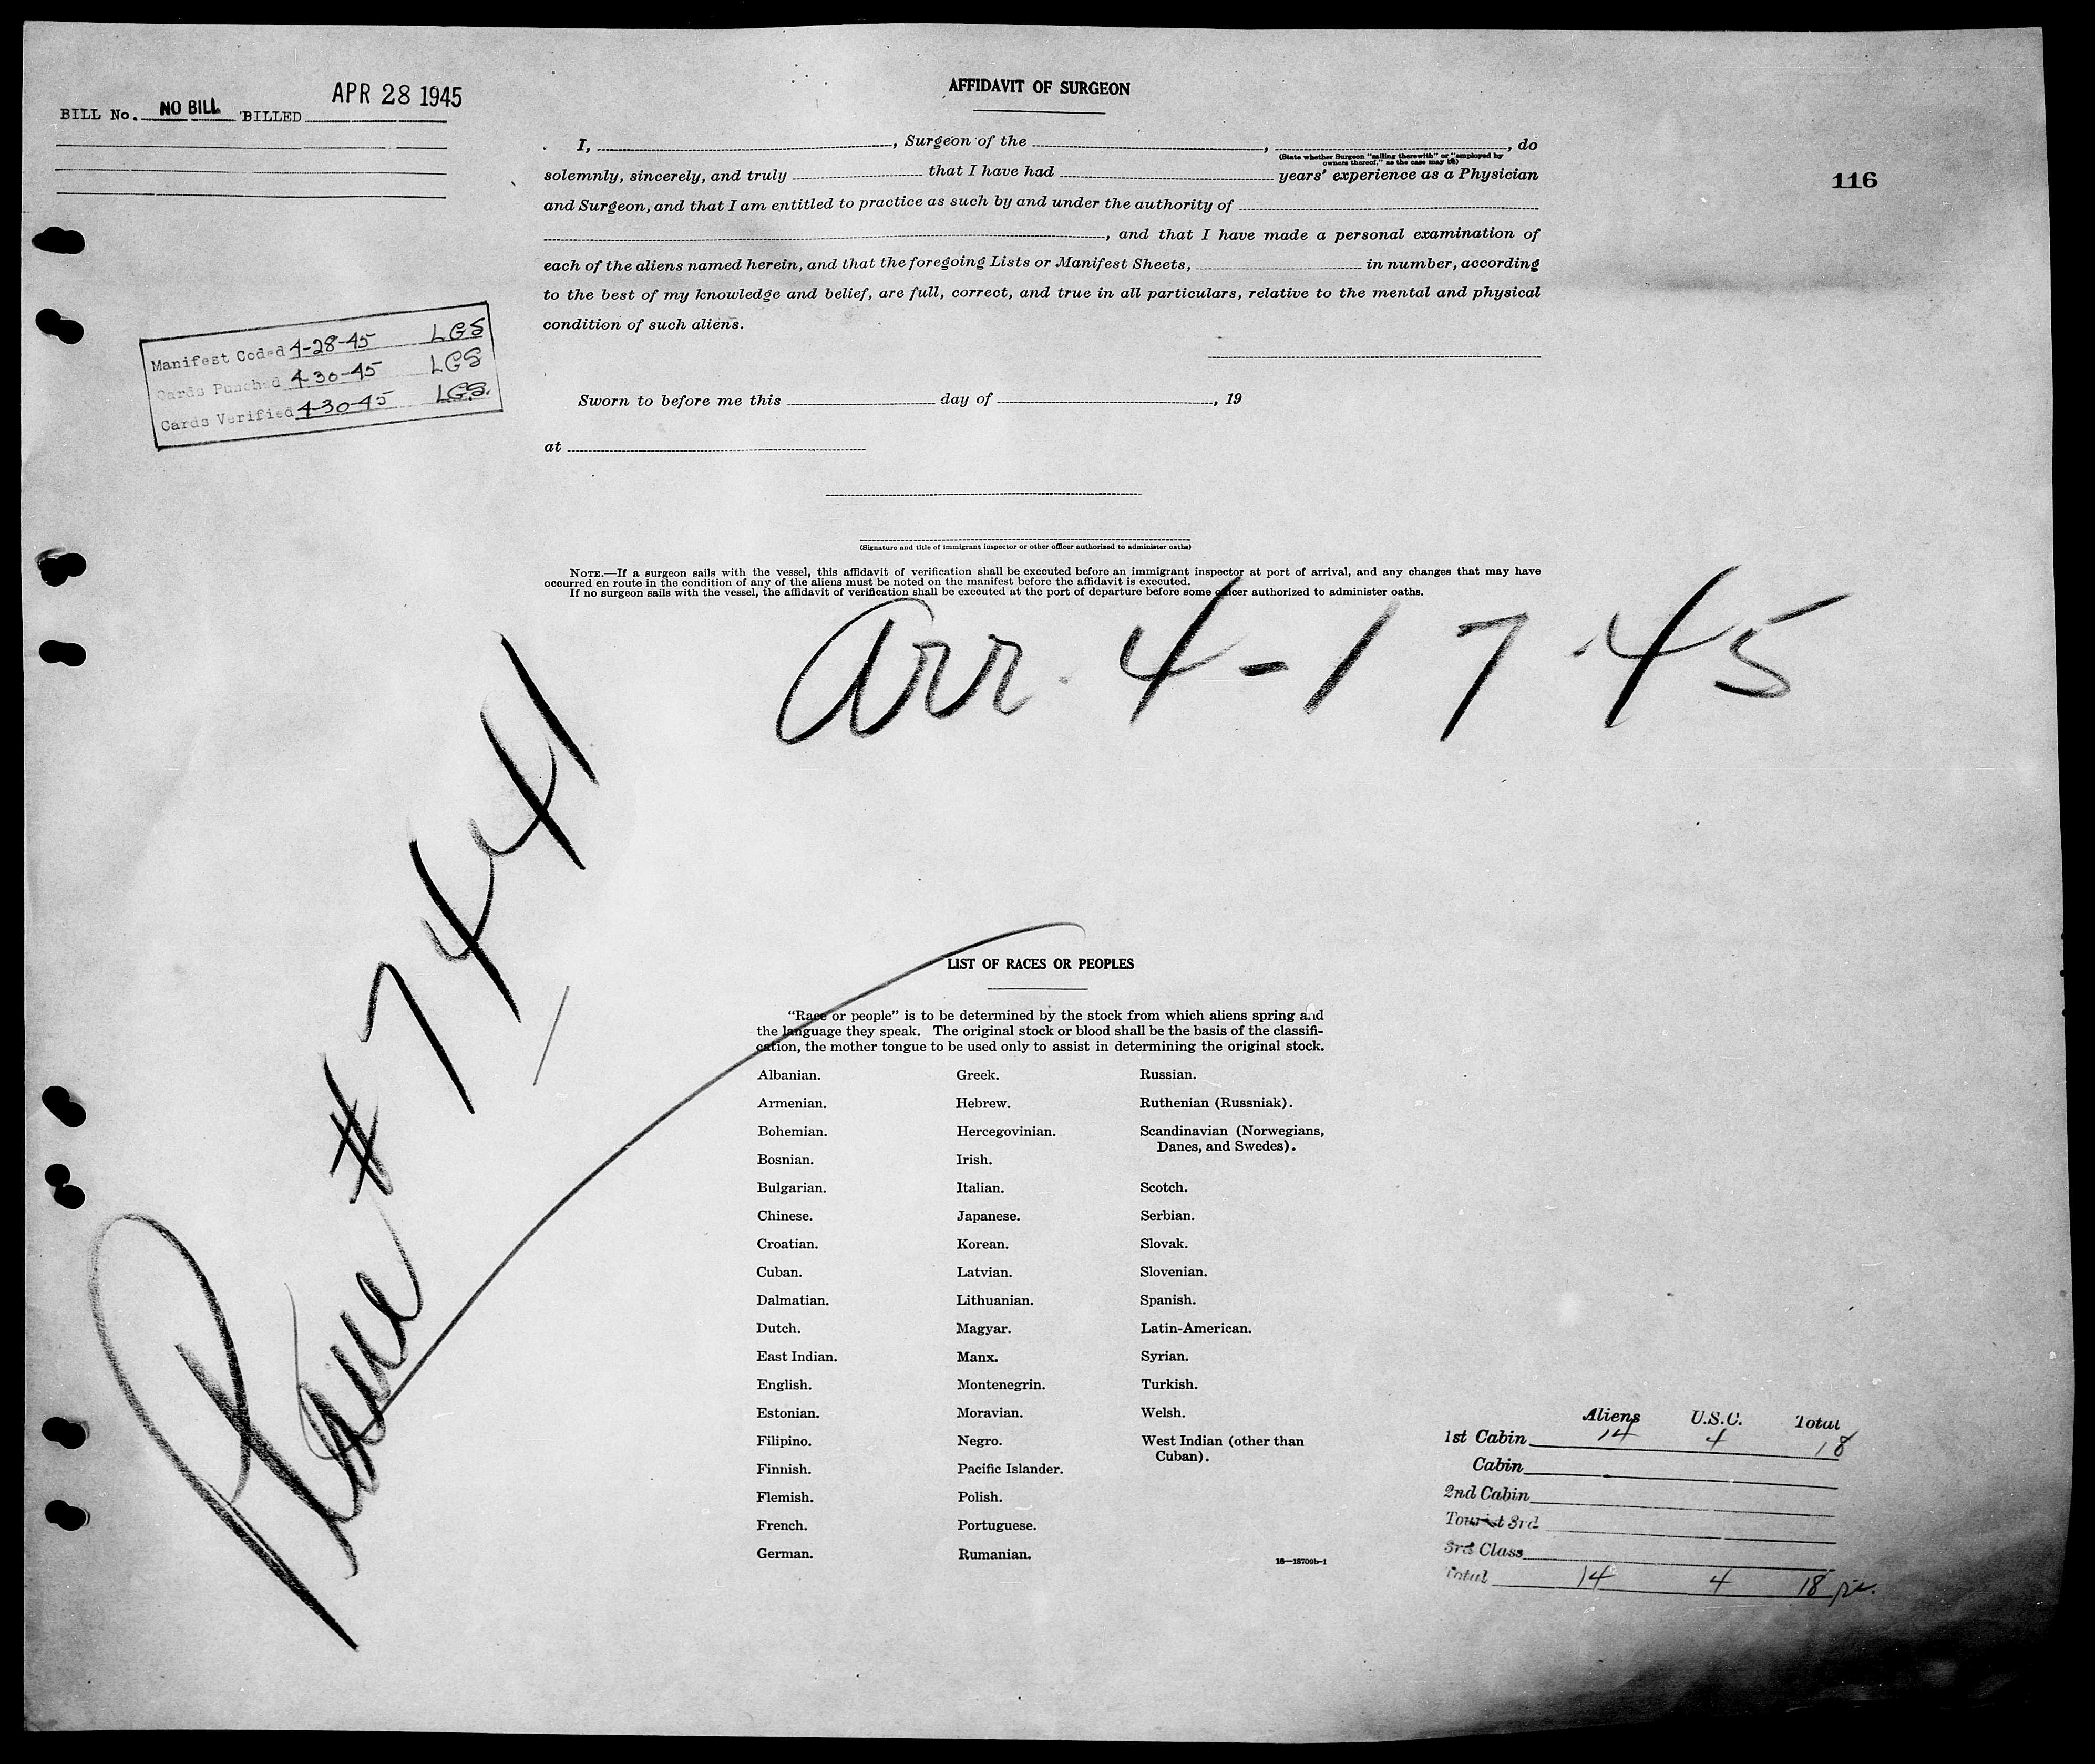 BILL No. NO BILL BILLED APR 28 1945
AFFIDAVIT OF SURGEON
I, , Surgeon of the , , do
(State whether Surgeon "sailing therewith" or "employed by
owners thereof," as the case may be)
solemnly, sincerely, and truly that I have had years' experience as a Physician
and Surgeon, and that I am entitled to practice as such by and under the authority of
, and that I have made a personal examination of
each of the aliens named herein, and that the foregoing Lists or Manifest Sheets, in number, according
to the best of my knowledge and belief, are full, correct, and true in all particulars, relative to the mental and physical
condition of such aliens.
116
Manifest Coded 4-28-45 LGS
Cards Punched 4-30-45 LGS
Cards Verified 4-30-45 LGS.
Sworn to before me this day of , 19
at
(Signature and title of immigrant inspector or other officer authorized to administer oaths)
NOTE.—If a surgeon sails with the vessel, this affidavit of verification shall be executed before an immigrant inspector at port of arrival, and any changes that may have
occurred en route in the condition of any of the aliens must be noted on the manifest before the affidavit is executed.
If no surgeon sails with the vessel, the affidavit of verification shall be executed at the port of departure before some officer authorized to administer oaths.
Arr. 4-17-45
Plane #7441
LIST OF RACES OR PEOPLES
"Race or people" is to be determined by the stock from which aliens spring and
the language they speak. The original stock or blood shall be the basis of the classifi-
cation, the mother tongue to be used only to assist in determining the original stock.
Albanian. Greek. Russian.
Armenian. Hebrew. Ruthenian (Russniak).
Bohemian. Hercegovinian. Scandinavian (Norwegians,
Danes, and Swedes).
Bosnian. Irish.
Bulgarian. Italian. Scotch.
Chinese. Japanese. Serbian.
Croatian. Korean. Slovak.
Cuban. Latvian. Slovenian.
Dalmatian. Lithuanian. Spanish.
Dutch. Magyar. Latin-American.
East Indian. Manx. Syrian.
English. Montenegrin. Turkish.
Estonian. Moravian. Welsh.
Filipino. Negro. West Indian (other than
Cuban).
Finnish. Pacific Islander.
Flemish. Polish.
French. Portuguese.
German. Rumanian.
16—18709b-1
Aliens U.S.C. Total
1st Cabin 14 4 18
Cabin
2nd Cabin
Tourist 3rd
3rd Class
Total 14 4 18